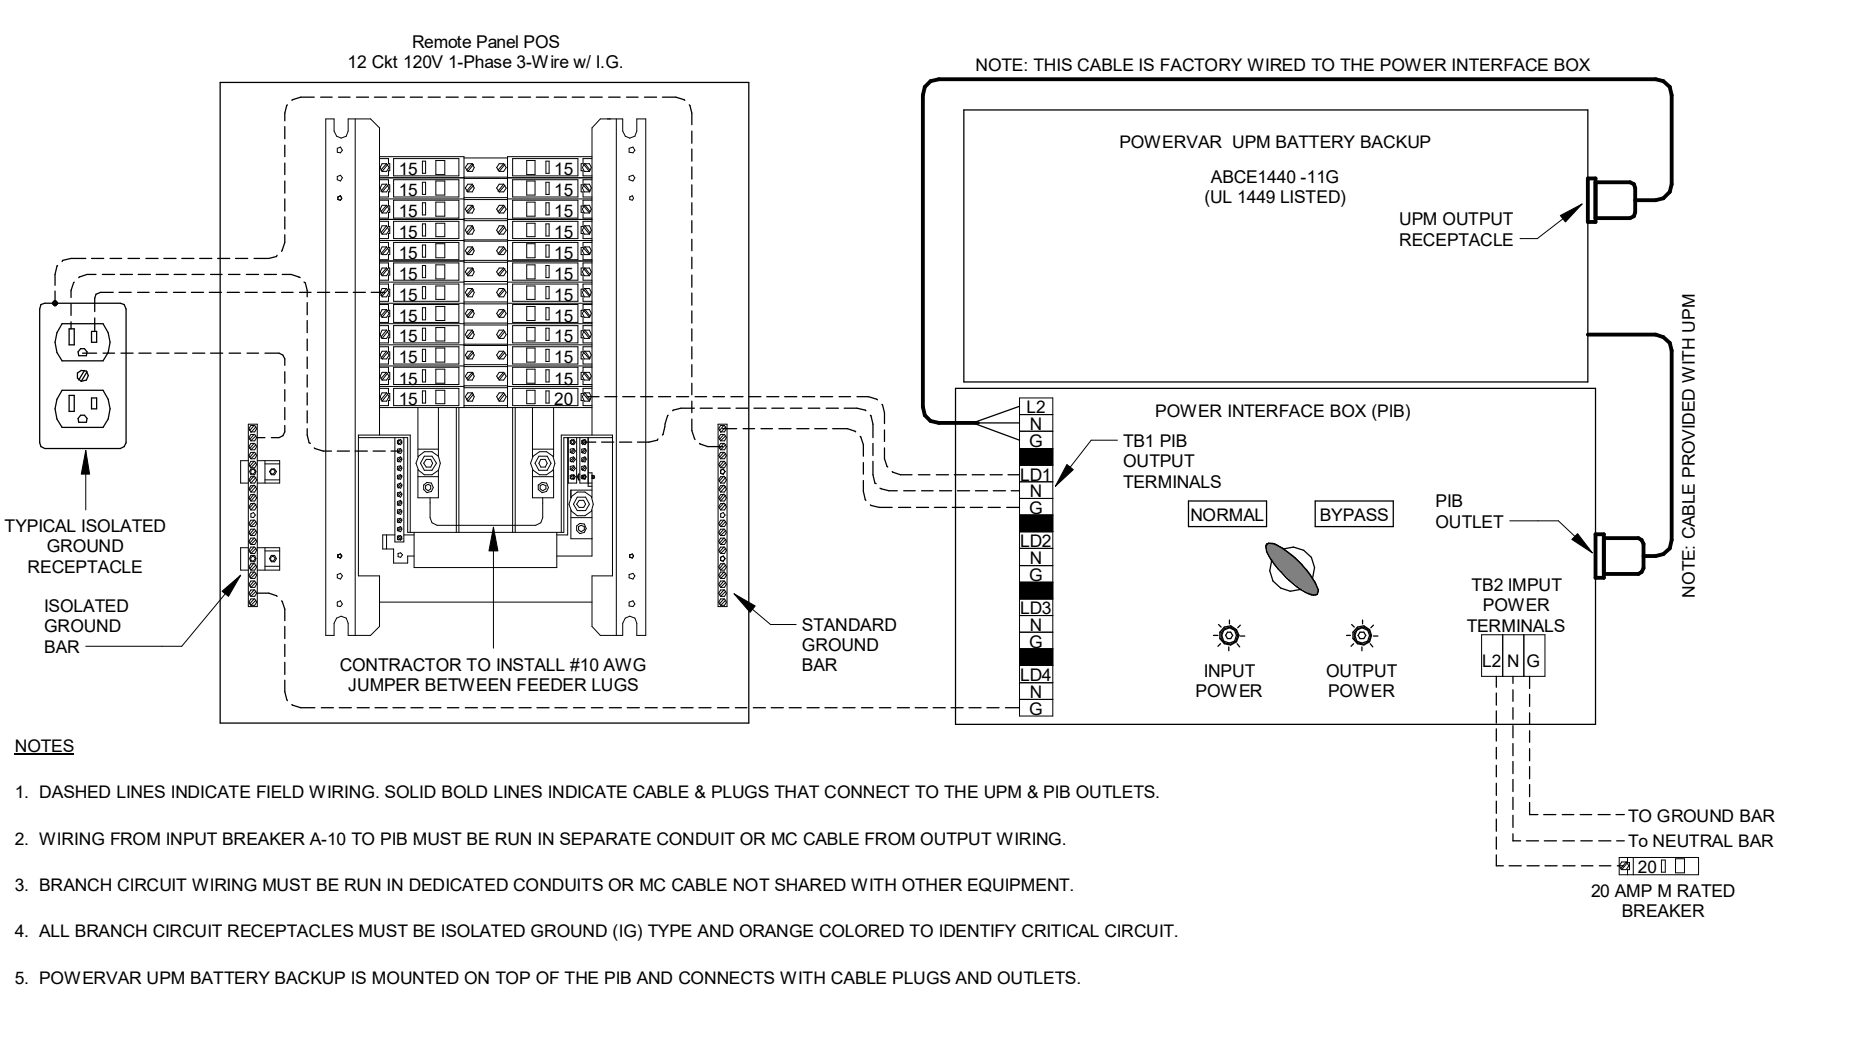 Remote Panel POS
12 Ckt 120V 1-Phase 3-Wire w/ I.G.
NOTE: THIS CABLE IS FACTORY WIRED TO THE POWER INTERFACE BOX
POWERVAR UPM BATTERY BACKUP
ABCE1440 -11G
(UL 1449 LISTED)
UPM OUTPUT
RECEPTACLE
NOTE: CABLE PROVIDED WITH UPM
15 15
15 15
15 15
15 15
15 15
15 15
15 15
15 15
15 15
15 15
15 15
15 20
TYPICAL ISOLATED
GROUND
RECEPTACLE
ISOLATED
GROUND
BAR
CONTRACTOR TO INSTALL #10 AWG
JUMPER BETWEEN FEEDER LUGS
STANDARD
GROUND
BAR
L2
N
G
LD1
N
G
LD2
N
G
LD3
N
G
LD4
N
G
POWER INTERFACE BOX (PIB)
TB1 PIB
OUTPUT
TERMINALS
NORMAL
BYPASS
PIB
OUTLET
INPUT
POWER
OUTPUT
POWER
TB2 IMPUT
POWER
TERMINALS
L2 N G
TO GROUND BAR
To NEUTRAL BAR
20
20 AMP M RATED
BREAKER
NOTES
1. DASHED LINES INDICATE FIELD WIRING. SOLID BOLD LINES INDICATE CABLE & PLUGS THAT CONNECT TO THE UPM & PIB OUTLETS.
2. WIRING FROM INPUT BREAKER A-10 TO PIB MUST BE RUN IN SEPARATE CONDUIT OR MC CABLE FROM OUTPUT WIRING.
3. BRANCH CIRCUIT WIRING MUST BE RUN IN DEDICATED CONDUITS OR MC CABLE NOT SHARED WITH OTHER EQUIPMENT.
4. ALL BRANCH CIRCUIT RECEPTACLES MUST BE ISOLATED GROUND (IG) TYPE AND ORANGE COLORED TO IDENTIFY CRITICAL CIRCUIT.
5. POWERVAR UPM BATTERY BACKUP IS MOUNTED ON TOP OF THE PIB AND CONNECTS WITH CABLE PLUGS AND OUTLETS.